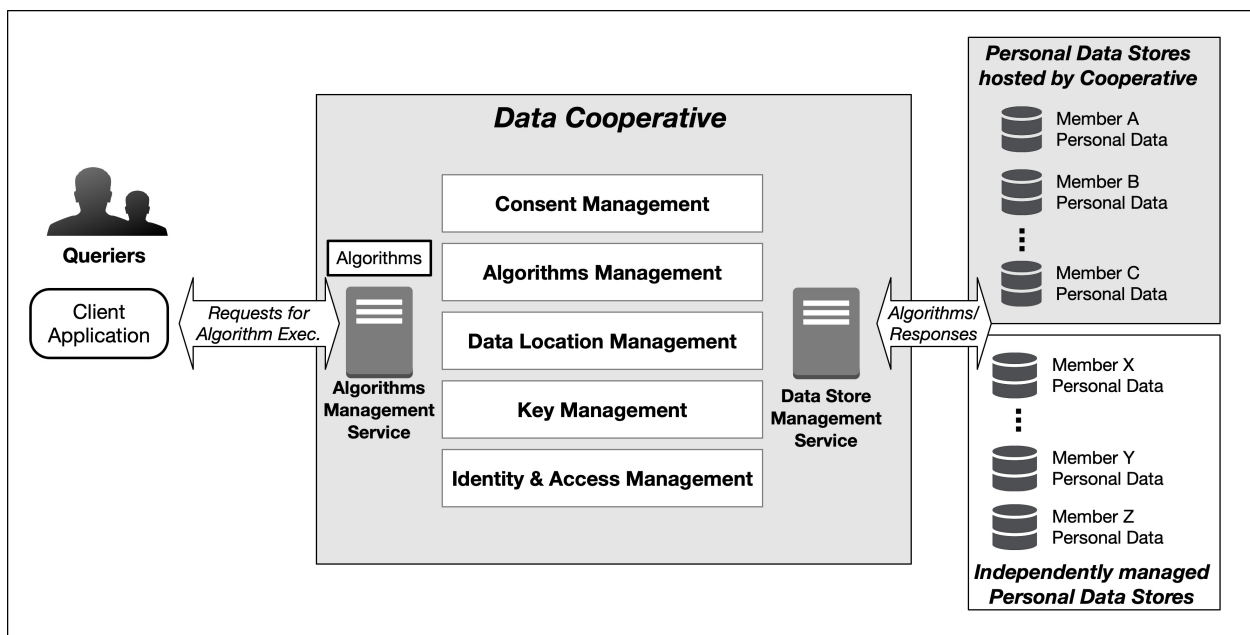 Queriers
Client
Application
Requests for
Algorithm Exec.
Data Cooperative
Algorithms
Algorithms
Management
Service
Consent Management
Algorithms Management
Data Location Management
Key Management
Identity & Access Management
Data Store
Management
Service
Algorithms/
Responses
Personal Data Stores
hosted by Cooperative
Member A
Personal Data
Member B
Personal Data
Member C
Personal Data
Member X
Personal Data
Member Y
Personal Data
Member Z
Personal Data
Independently managed
Personal Data Stores